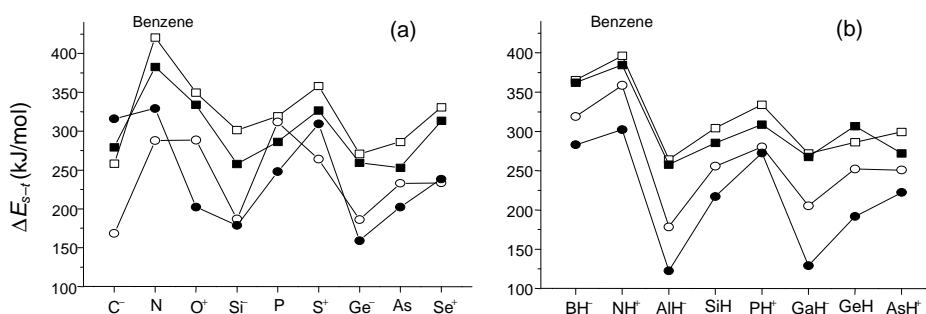 Benzene
(a)
ΔE_{s−t} (kJ/mol)
400
350
300
250
200
150
100
C⁻ N O⁺ Si⁻ P S⁺ Ge⁻ As Se⁺
Benzene
(b)
400
350
300
250
200
150
100
BH⁻ NH⁺ AlH⁻ SiH PH⁺ GaH⁻ GeH AsH⁺